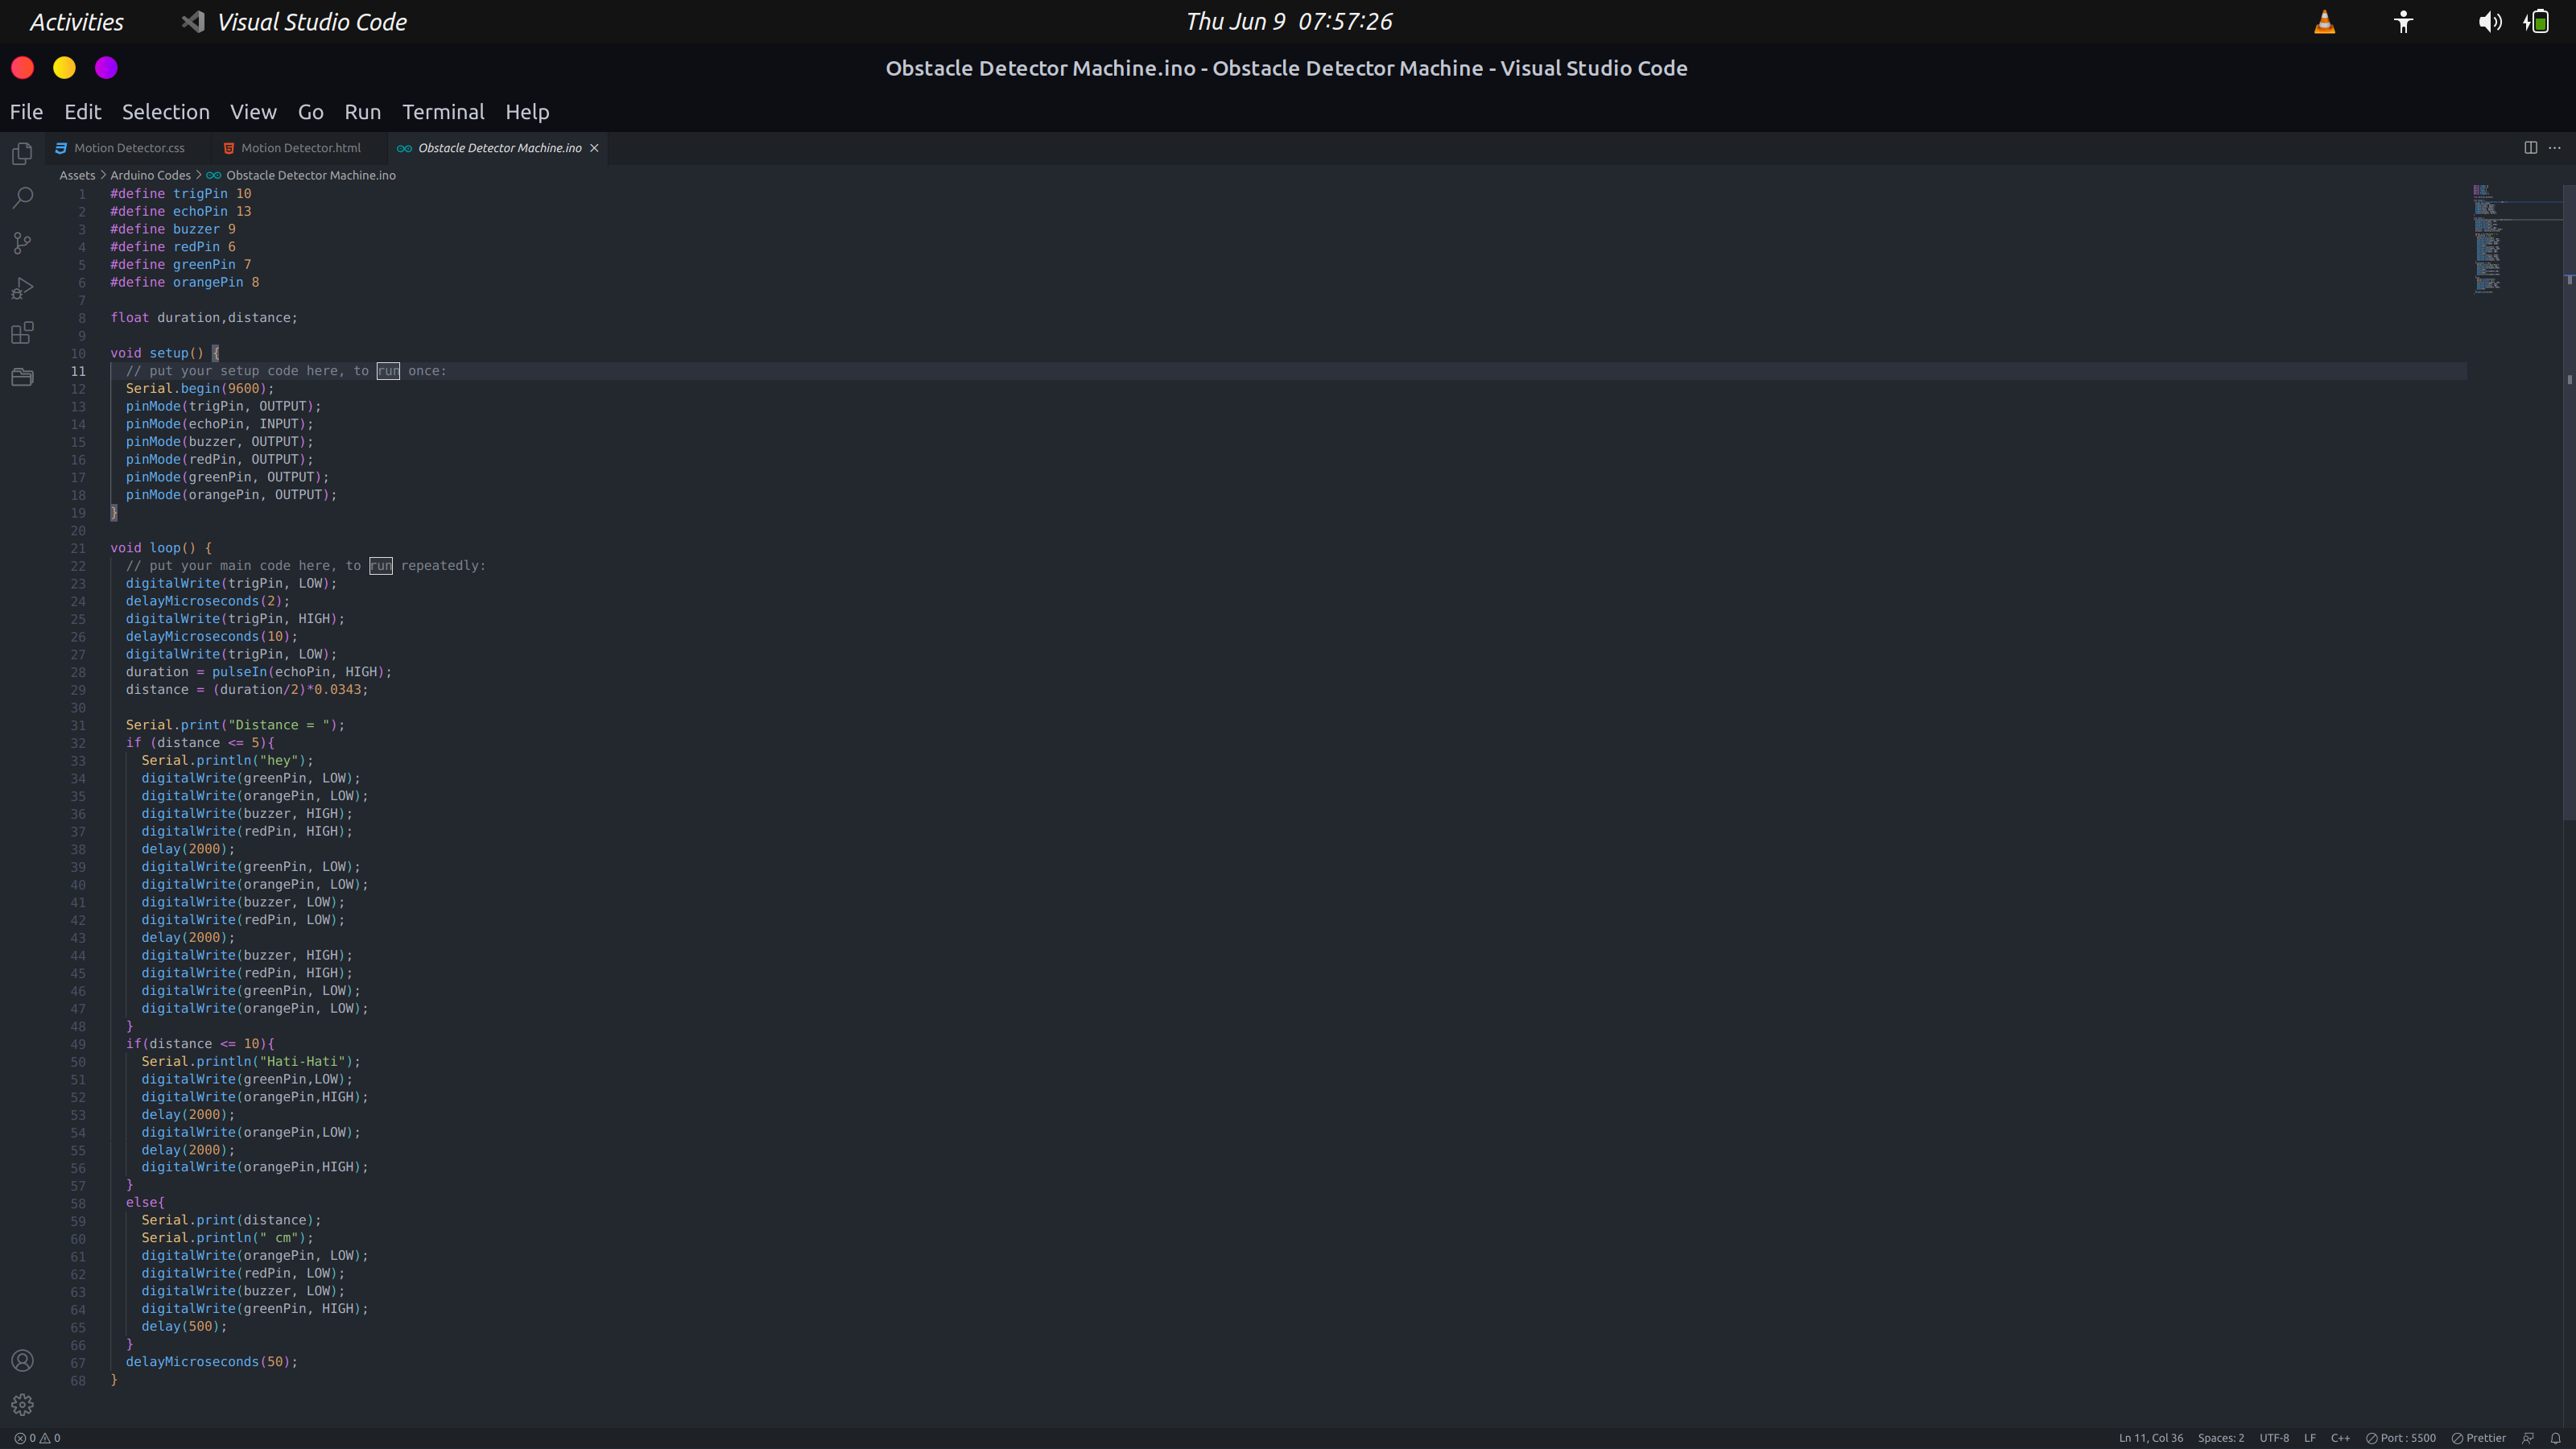 Activities Visual Studio Code Thu Jun 9 07:57:26
Obstacle Detector Machine.ino - Obstacle Detector Machine - Visual Studio Code
File Edit Selection View Go Run Terminal Help
Motion Detector.css Motion Detector.html Obstacle Detector Machine.ino
Assets > Arduino Codes > Obstacle Detector Machine.ino
1 #define trigPin 10
2 #define echoPin 13
3 #define buzzer 9
4 #define redPin 6
5 #define greenPin 7
6 #define orangePin 8
7
8 float duration,distance;
9
10 void setup() {
11 // put your setup code here, to run once:
12 Serial.begin(9600);
13 pinMode(trigPin, OUTPUT);
14 pinMode(echoPin, INPUT);
15 pinMode(buzzer, OUTPUT);
16 pinMode(redPin, OUTPUT);
17 pinMode(greenPin, OUTPUT);
18 pinMode(orangePin, OUTPUT);
19 }
20
21 void loop() {
22 // put your main code here, to run repeatedly:
23 digitalWrite(trigPin, LOW);
24 delayMicroseconds(2);
25 digitalWrite(trigPin, HIGH);
26 delayMicroseconds(10);
27 digitalWrite(trigPin, LOW);
28 duration = pulseIn(echoPin, HIGH);
29 distance = (duration/2)*0.0343;
30
31 Serial.print("Distance = ");
32 if (distance <= 5){
33 Serial.println("hey");
34 digitalWrite(greenPin, LOW);
35 digitalWrite(orangePin, LOW);
36 digitalWrite(buzzer, HIGH);
37 digitalWrite(redPin, HIGH);
38 delay(2000);
39 digitalWrite(greenPin, LOW);
40 digitalWrite(orangePin, LOW);
41 digitalWrite(buzzer, LOW);
42 digitalWrite(redPin, LOW);
43 delay(2000);
44 digitalWrite(buzzer, HIGH);
45 digitalWrite(redPin, HIGH);
46 digitalWrite(greenPin, LOW);
47 digitalWrite(orangePin, LOW);
48 }
49 if(distance <= 10){
50 Serial.println("Hati-Hati");
51 digitalWrite(greenPin,LOW);
52 digitalWrite(orangePin,HIGH);
53 delay(2000);
54 digitalWrite(orangePin,LOW);
55 delay(2000);
56 digitalWrite(orangePin,HIGH);
57 }
58 else{
59 Serial.print(distance);
60 Serial.println(" cm");
61 digitalWrite(orangePin, LOW);
62 digitalWrite(redPin, LOW);
63 digitalWrite(buzzer, LOW);
64 digitalWrite(greenPin, HIGH);
65 delay(500);
66 }
67 delayMicroseconds(50);
68 }
0 0 Ln 11, Col 36 Spaces: 2 UTF-8 LF C++ Port : 5500 Prettier